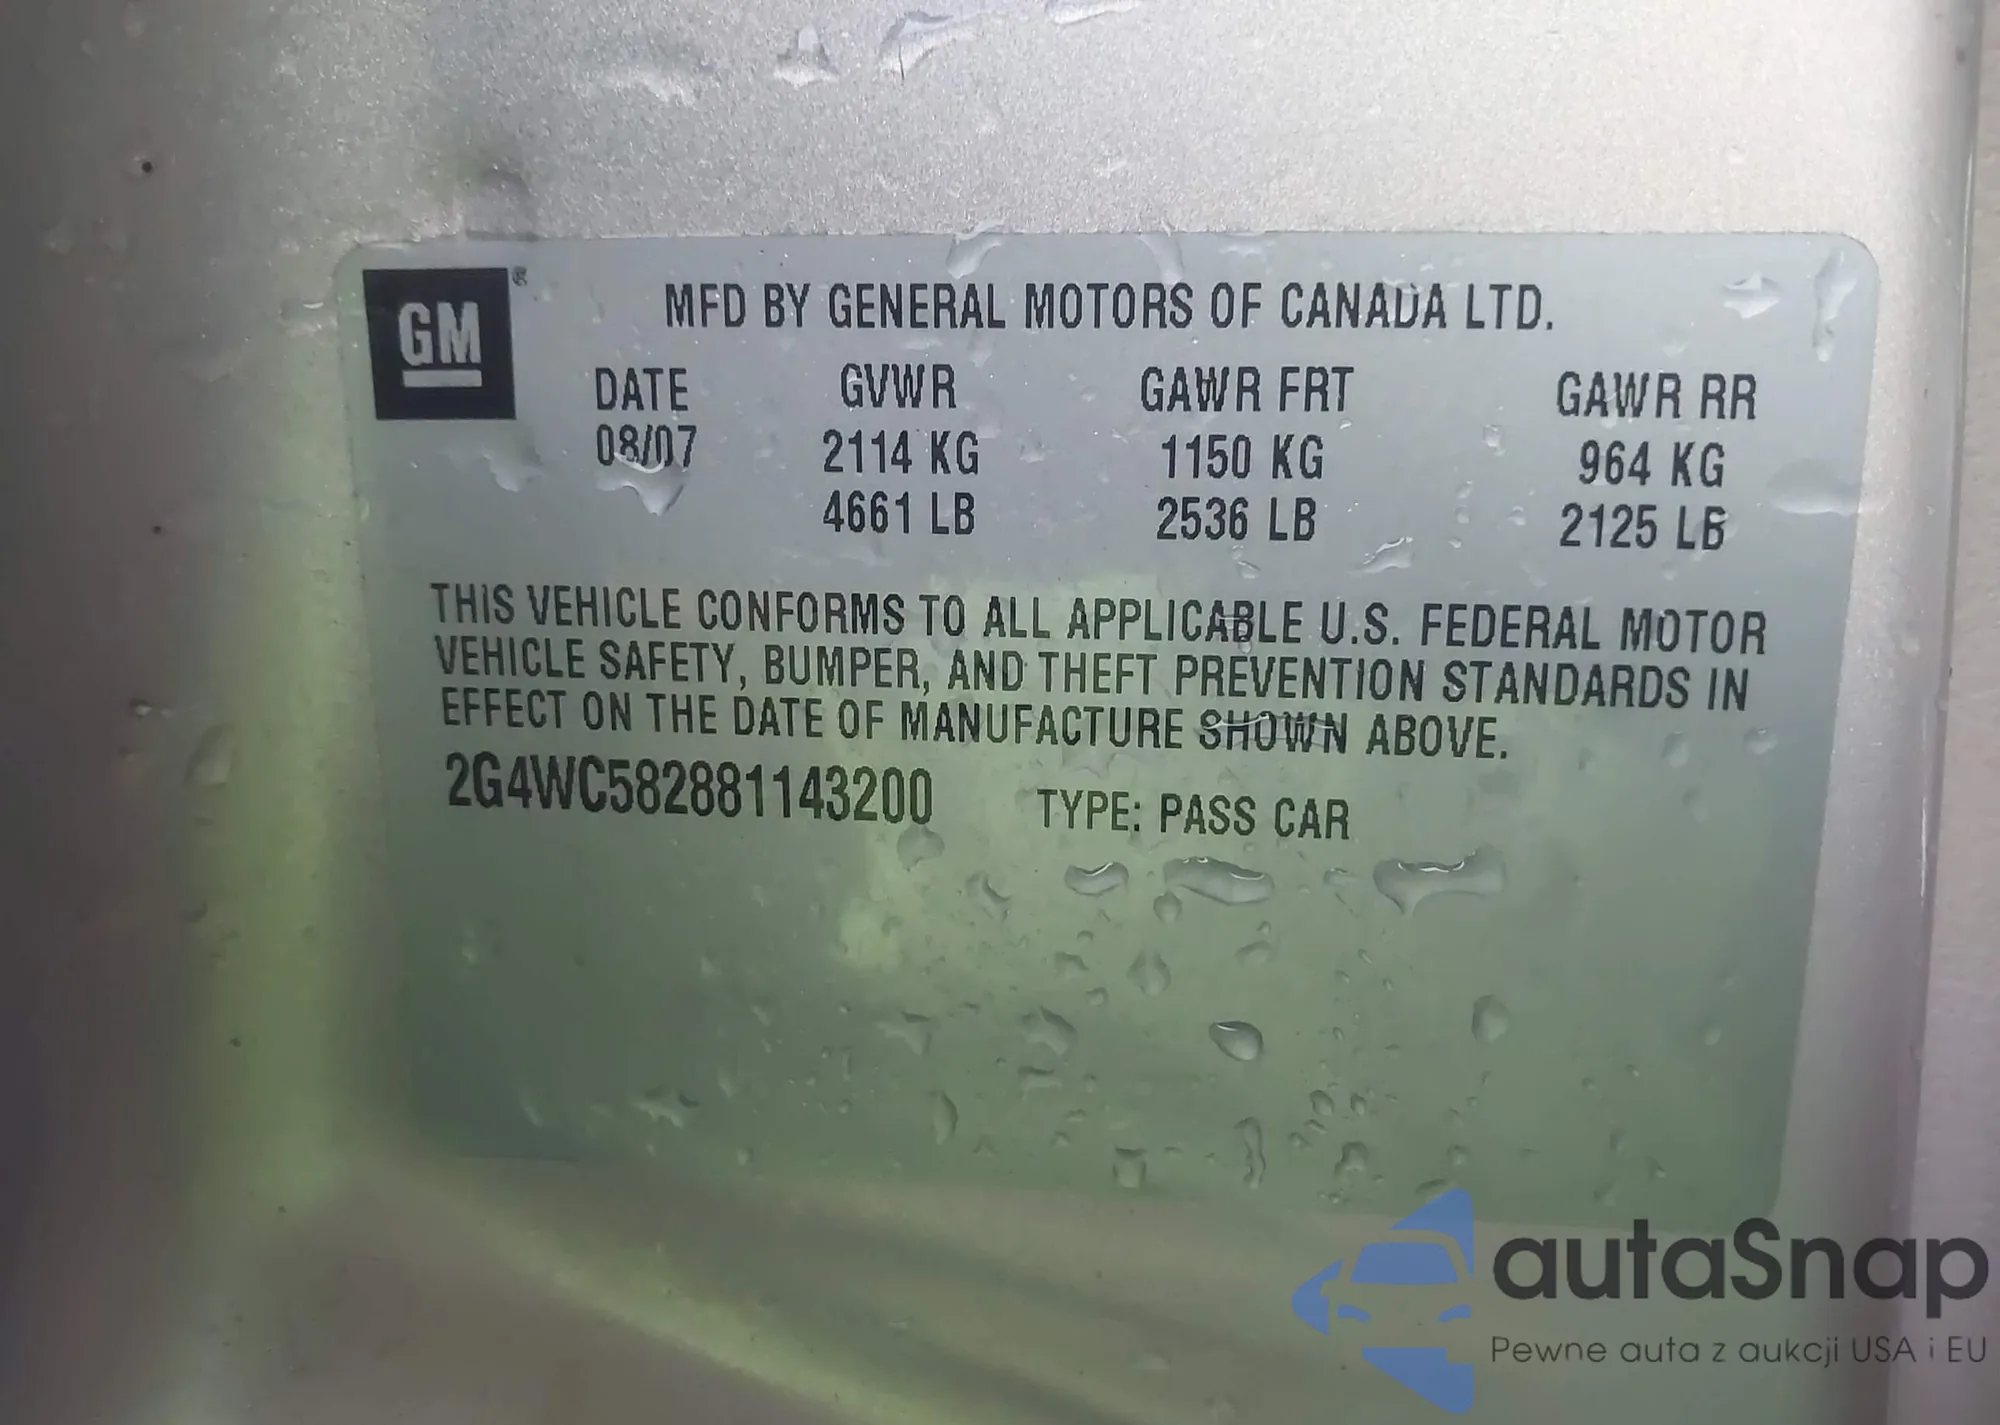 GM ®
MFD BY GENERAL MOTORS OF CANADA LTD.
DATE GVWR GAWR FRT GAWR RR
08/07 2114 KG 1150 KG 964 KG
4661 LB 2536 LB 2125 LB
THIS VEHICLE CONFORMS TO ALL APPLICABLE U.S. FEDERAL MOTOR
VEHICLE SAFETY, BUMPER, AND THEFT PREVENTION STANDARDS IN
EFFECT ON THE DATE OF MANUFACTURE SHOWN ABOVE.
2G4WC582881143200 TYPE: PASS CAR
autaSnap
Pewne auta z aukcji USA i EU